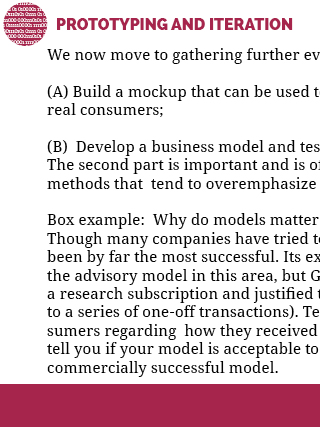 PROTOTYPING AND ITERATION
We now move to gathering further ev
(A) Build a mockup that can be used t
real consumers;
(B) Develop a business model and tes
The second part is important and is o
methods that tend to overemphasize
Box example: Why do models matter
Though many companies have tried t
been by far the most successful. Its ex
the advisory model in this area, but G
a research subscription and justified t
to a series of one-off transactions). Te
sumers regarding how they received
tell you if your model is acceptable to
commercially successful model.